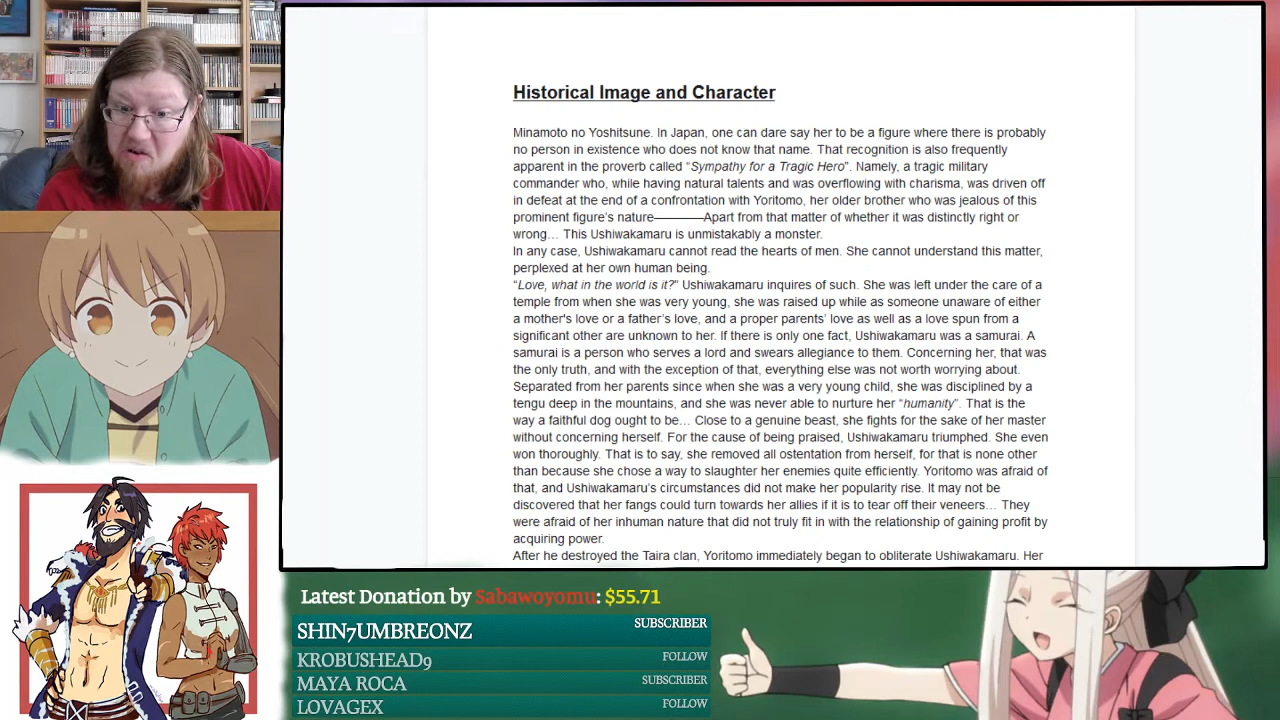 Historical Image and Character
Minamoto no Yoshitsune. In Japan, one can dare say her to be a figure where there is probably
no person in existence who does not know that name. That recognition is also frequently
apparent in the proverb called “Sympathy for a Tragic Hero”. Namely, a tragic military
commander who, while having natural talents and was overflowing with charisma, was driven off
in defeat at the end of a confrontation with Yoritomo, her older brother who was jealous of this
prominent figure’s nature————Apart from that matter of whether it was distinctly right or
wrong… This Ushiwakamaru is unmistakably a monster.
In any case, Ushiwakamaru cannot read the hearts of men. She cannot understand this matter,
perplexed at her own human being.
“Love, what in the world is it?” Ushiwakamaru inquires of such. She was left under the care of a
temple from when she was very young, she was raised up while as someone unaware of either
a mother's love or a father’s love, and a proper parents’ love as well as a love spun from a
significant other are unknown to her. If there is only one fact, Ushiwakamaru was a samurai. A
samurai is a person who serves a lord and swears allegiance to them. Concerning her, that was
the only truth, and with the exception of that, everything else was not worth worrying about.
Separated from her parents since when she was a very young child, she was disciplined by a
tengu deep in the mountains, and she was never able to nurture her “humanity”. That is the
way a faithful dog ought to be… Close to a genuine beast, she fights for the sake of her master
without concerning herself. For the cause of being praised, Ushiwakamaru triumphed. She even
won thoroughly. That is to say, she removed all ostentation from herself, for that is none other
than because she chose a way to slaughter her enemies quite efficiently. Yoritomo was afraid of
that, and Ushiwakamaru’s circumstances did not make her popularity rise. It may not be
discovered that her fangs could turn towards her allies if it is to tear off their veneers… They
were afraid of her inhuman nature that did not truly fit in with the relationship of gaining profit by
acquiring power.
After he destroyed the Taira clan, Yoritomo immediately began to obliterate Ushiwakamaru. Her
Latest Donation by Sabawoyomu: $55.71
SHIN7UMBREONZ SUBSCRIBER
KROBUSHEAD9 FOLLOW
MAYA ROCA SUBSCRIBER
LOVAGEX FOLLOW